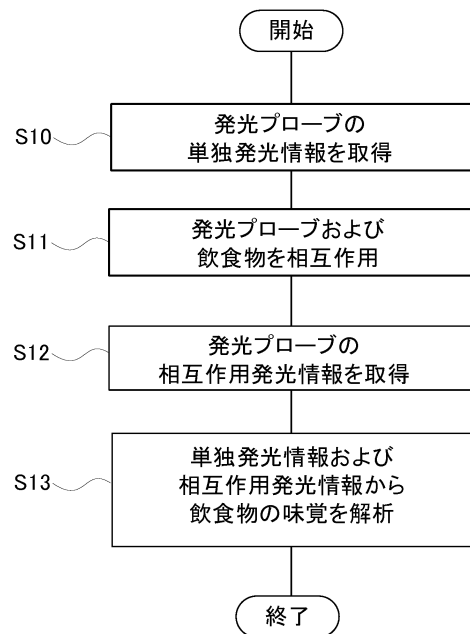 開始
S10
発光プローブの
単独発光情報を取得
S11
発光プローブおよび
飲食物を相互作用
S12
発光プローブの
相互作用発光情報を取得
S13
単独発光情報および
相互作用発光情報から
飲食物の味覚を解析
終了